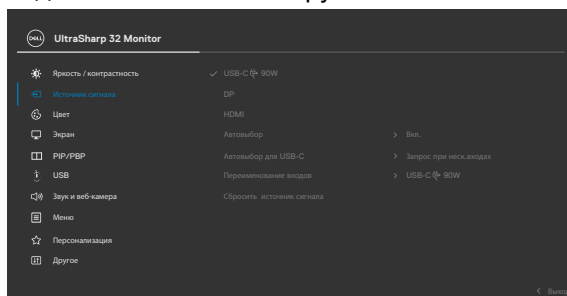 DELL
UltraSharp 32 Monitor
Яркость / контрастность
USB-C 90W
Источник сигнала
DP
Цвет
HDMI
Экран
Автовыбор
Вкл.
PIP/PBP
Автовыбор для USB-C
Запрос при неск.входах
USB
Переименование входов
USB-C 90W
Звук и веб-камера
Сбросить источник сигнала
Меню
Персонализация
Другое
Выход